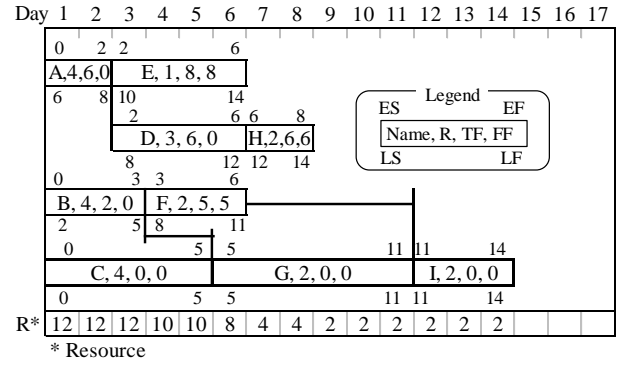 Day 1 2 3 4 5 6 7 8 9 10 11 12 13 14 15 16 17
0 2 2 6
A,4,6,0 E, 1, 8, 8
6 8 10 14
2 6 6 8
D, 3, 6, 0 H,2,6,6
8 12 12 14
Legend
ES EF
Name, R, TF, FF
LS LF
0 3 3 6
B, 4, 2, 0 F, 2, 5, 5
2 5 8 11
0 5 5 11 11 14
C, 4, 0, 0 G, 2, 0, 0 I, 2, 0, 0
0 5 5 11 11 14
R* 12 12 12 10 10 8 4 4 2 2 2 2 2 2
* Resource